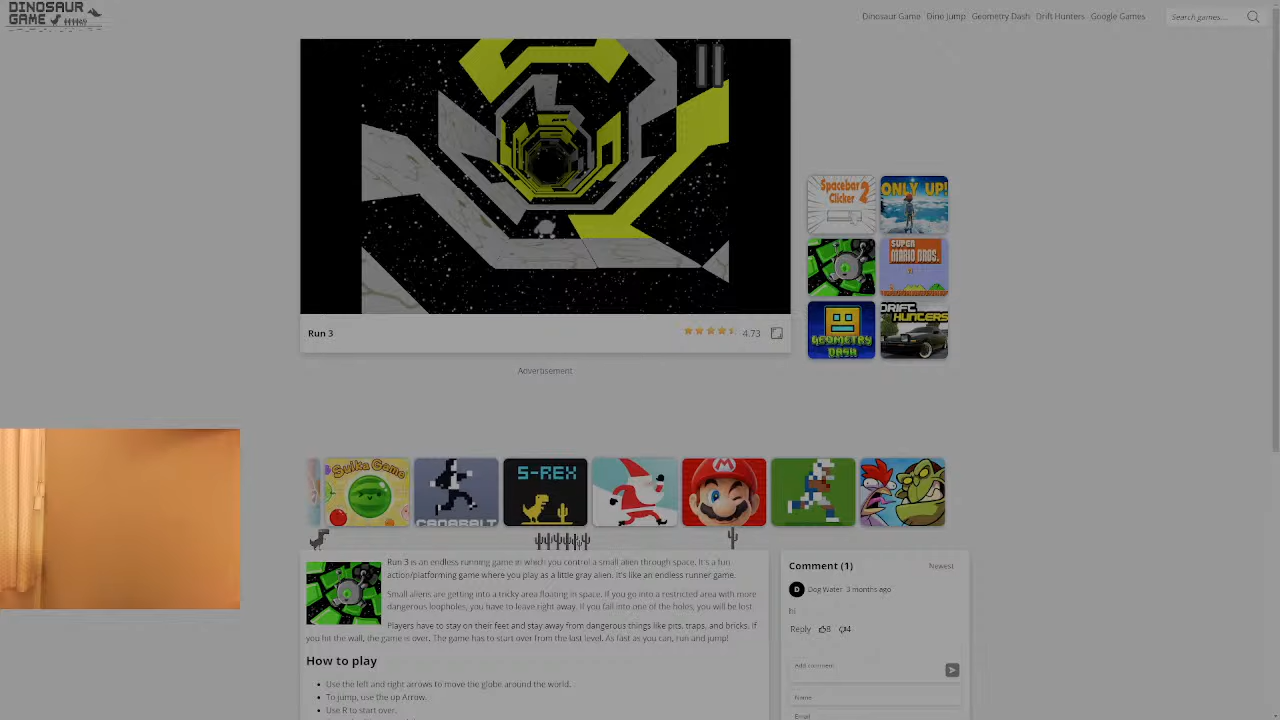 DINOSAUR
GAME
Dinosaur Game Dino Jump Geometry Dash Drift Hunters Google Games
Search games...
Spacebar
Clicker 2
ONLY UP!
SUPER
MARIO BROS.
GEOMETRY
DASH
DRIFT
HUNTERS
Run 3
4.73
Advertisement
Suika Game
CANABALT
S-REX
Run 3 is an endless running game in which you control a small alien through space. It's a fun
action/platforming game where you play as a little gray alien. It's like an endless runner game.
Small aliens are getting into a tricky area floating in space. If you go into a restricted area with more
dangerous loopholes, you have to leave right away. If you fall into one of the holes, you will be lost.
Players have to stay on their feet and stay away from dangerous things like pits, traps, and bricks. If
you hit the wall, the game is over. The game has to start over from the last level. As fast as you can, run and jump!
How to play
Use the left and right arrows to move the globe around the world.
To jump, use the up Arrow.
Use R to start over.
Comment (1)
Newest
D
Dog Water 3 months ago
hi
Reply 8 4
Add comment
Name
Email